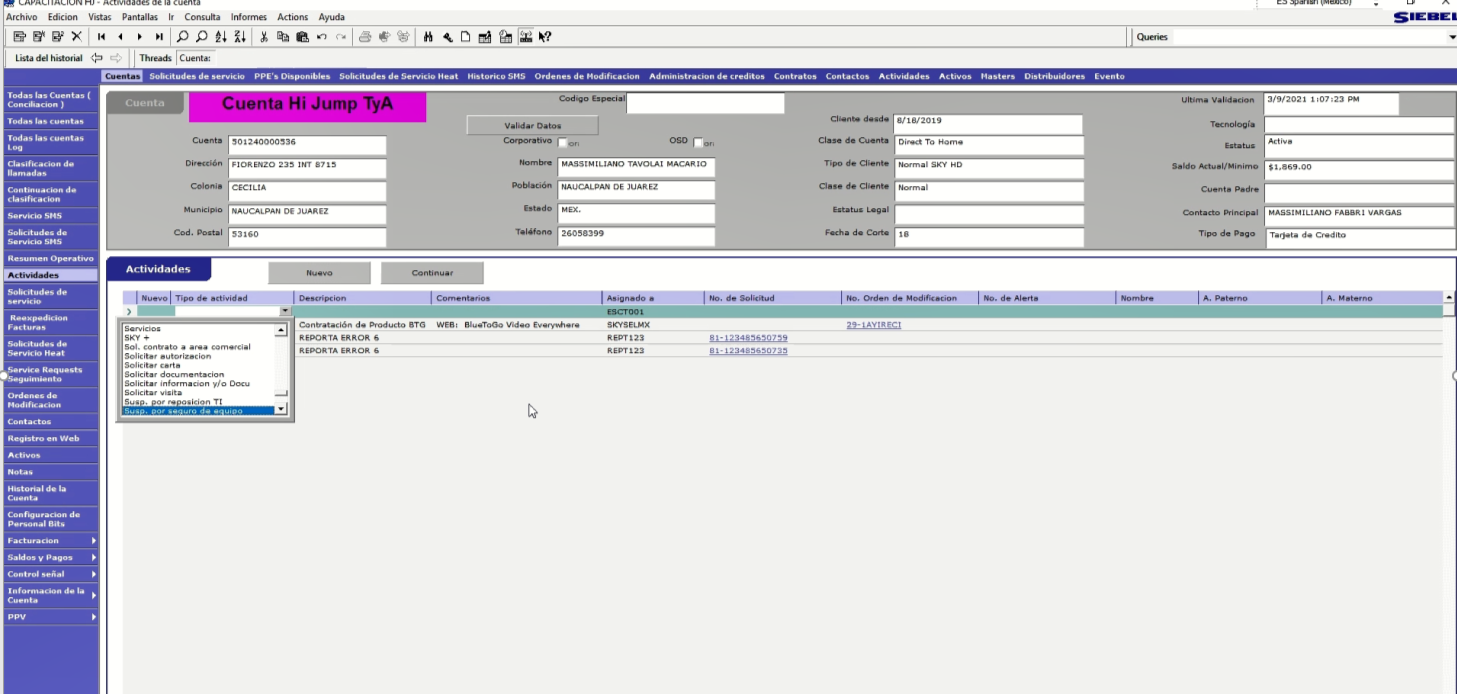 CAPACITACION HJ - Actividades de la cuenta
ES Spanish (Mexico)
Archivo Edicion Vistas Pantallas Ir Consulta Informes Actions Ayuda
SIEBEL
Queries
Lista del historial Threads Cuenta:
Cuentas Solicitudes de servicio PPE's Disponibles Solicitudes de Servicio Heat Historico SMS Ordenes de Modificacion Administracion de creditos Contratos Contactos Actividades Activos Masters Distribuidores Evento
Todas las Cuentas (
Conciliacion )
Todas las cuentas
Todas las cuentas
Log
Clasificacion de
llamadas
Continuacion de
clasificacion
Servicio SMS
Solicitudes de
Servicio SMS
Resumen Operativo
Actividades
Solicitudes de
servicio
Reexpedicion
Facturas
Solicitudes de
Servicio Heat
Service Requests
Seguimiento
Ordenes de
Modificacion
Contactos
Registro en Web
Activos
Notas
Historial de la
Cuenta
Configuracion de
Personal Bits
Facturacion
Saldos y Pagos
Control señal
Informacion de la
Cuenta
PPV
Cuenta
Cuenta Hi Jump TyA
Codigo Especial
Validar Datos
Cuenta 501240000536
Corporativo on OSD on
Dirección FIORENZO 235 INT 8715
Nombre MASSIMILIANO TAVOLAI MACARIO
Colonia CECILIA
Población NAUCALPAN DE JUAREZ
Municipio NAUCALPAN DE JUAREZ
Estado MEX.
Cod. Postal 53160
Teléfono 26058399
Cliente desde 8/18/2019
Clase de Cuenta Direct To Home
Tipo de Cliente Normal SKY HD
Clase de Cliente Normal
Estatus Legal
Fecha de Corte 18
Ultima Validacion 3/9/2021 1:07:23 PM
Tecnología
Estatus Activa
Saldo Actual/Minimo $1,869.00
Cuenta Padre
Contacto Principal MASSIMILIANO FABBRI VARGAS
Tipo de Pago Tarjeta de Credito
Actividades Nuevo Continuar
Nuevo Tipo de actividad Descripcion Comentarios Asignado a No. de Solicitud No. Orden de Modificacion No. de Alerta Nombre A. Paterno A. Materno
ESCT001
Contratación de Producto BTG WEB: BlueToGo Video Everywhere SKYSELMX 29-1AYIRECI
REPORTA ERROR 6 REPT123 81-123485650759
REPORTA ERROR 6 REPT123 81-123485650735
Servicios
SKY +
Sol. contrato a area comercial
Solicitar autorizacion
Solicitar carta
Solicitar documentacion
Solicitar informacion y/o Docu
Solicitar visita
Susp. por reposicion TI
Susp. por seguro de equipo